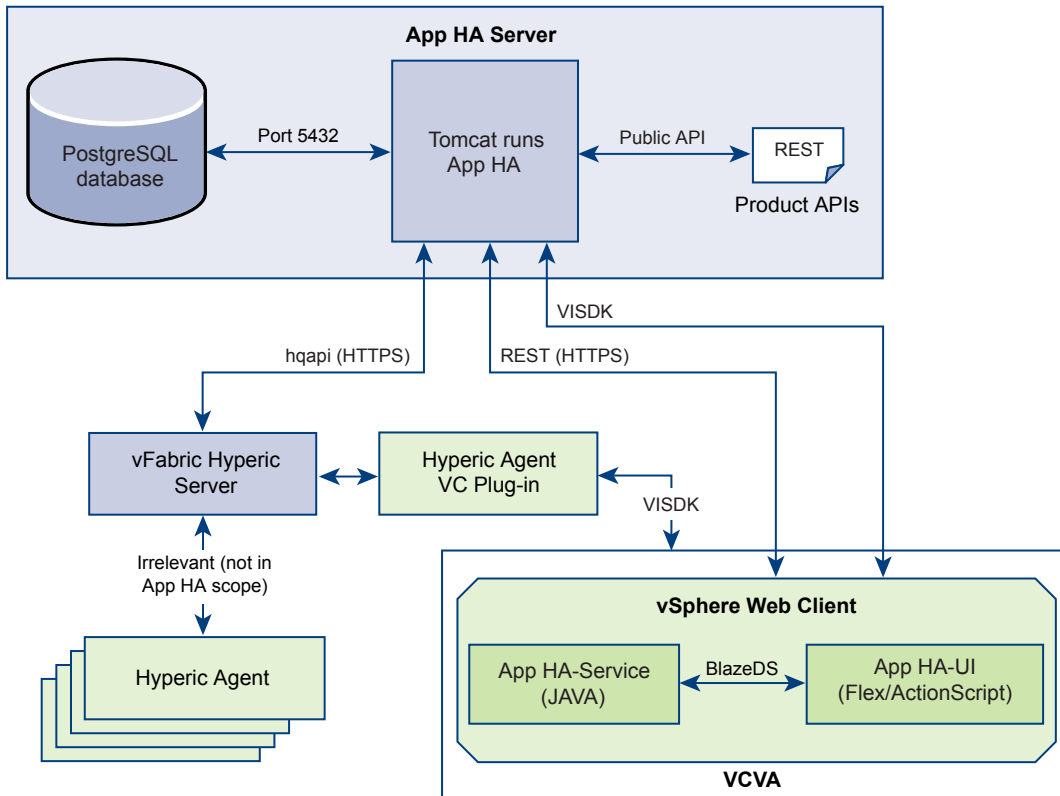 App HA Server
PostgreSQL
database
Port 5432
Tomcat runs
App HA
Public API
REST
Product APIs
VISDK
hqapi (HTTPS)
REST (HTTPS)
vFabric Hyperic
Server
Hyperic Agent
VC Plug-in
VISDK
Irrelevant (not in
App HA scope)
Hyperic Agent
vSphere Web Client
App HA-Service
(JAVA)
BlazeDS
App HA-UI
(Flex/ActionScript)
VCVA